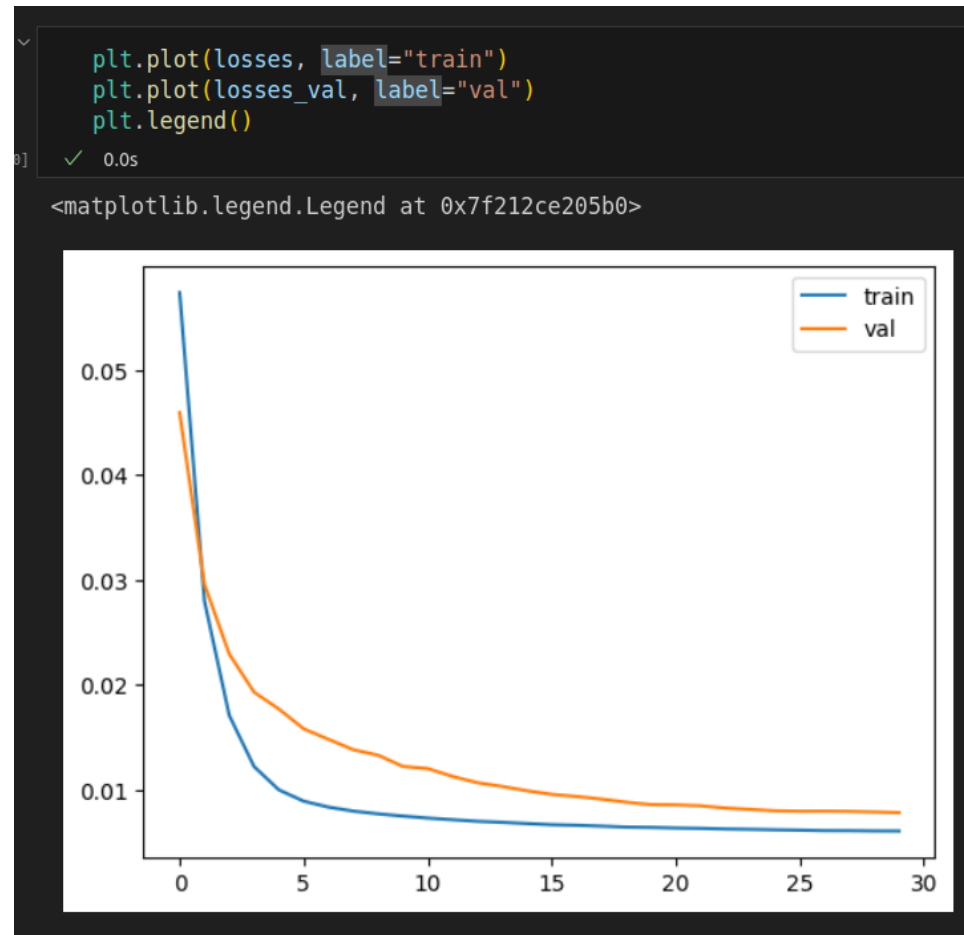 plt.plot(losses, label="train")
plt.plot(losses_val, label="val")
plt.legend()
0.0s
<matplotlib.legend.Legend at 0x7f212ce205b0>
train
val
0.05
0.04
0.03
0.02
0.01
0 5 10 15 20 25 30